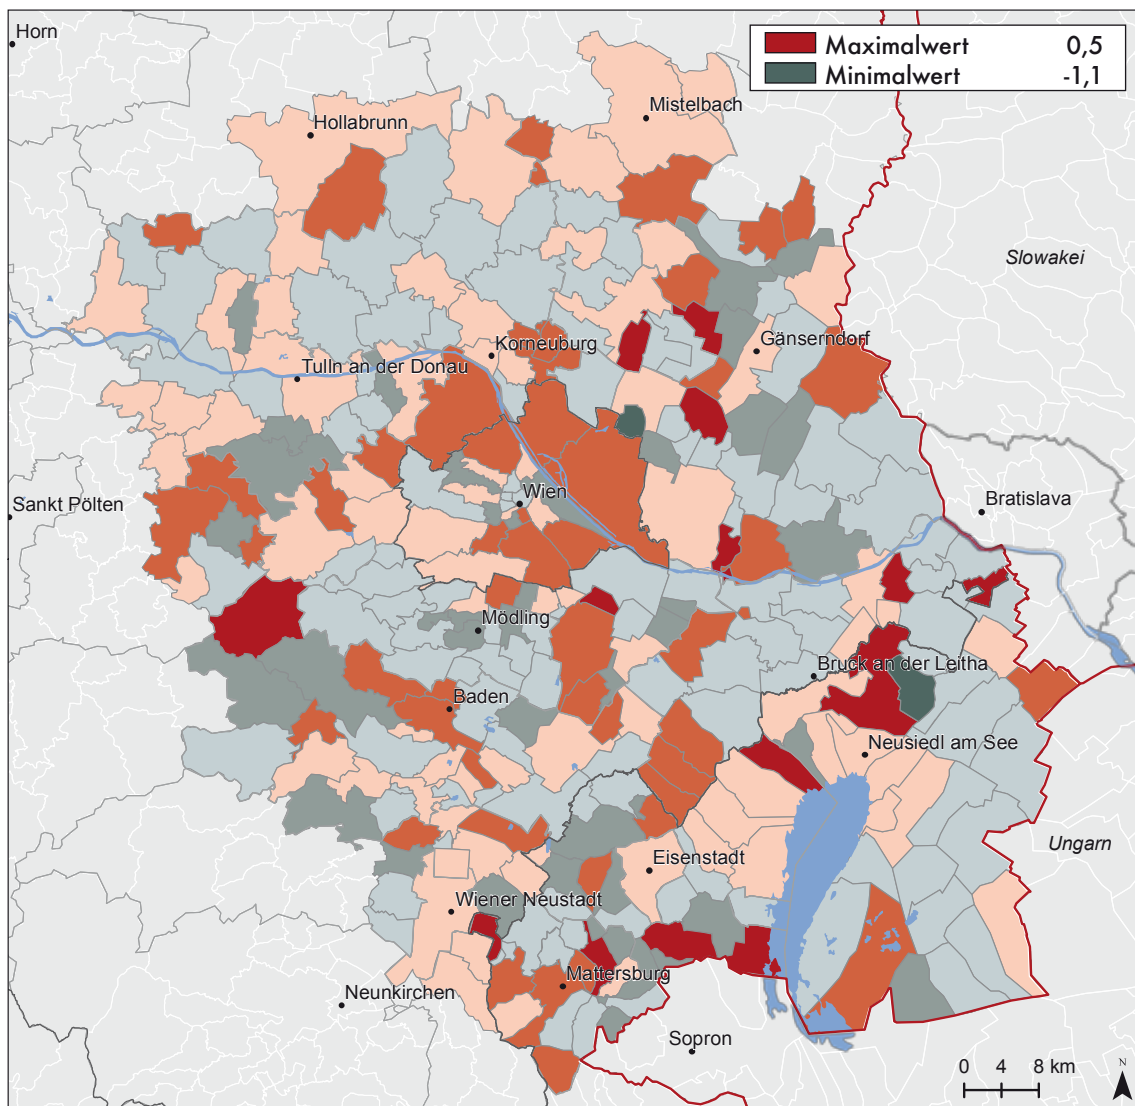 Horn
Maximalwert 0,5
Minimalwert -1,1
Mistelbach
Hollabrunn
Slowakei
Gänserndorf
Korneuburg
Tulln an der Donau
Wien
Bratislava
Sankt Pölten
Mödling
Bruck an der Leitha
Baden
Neusiedl am See
Ungarn
Eisenstadt
Wiener Neustadt
Mattersburg
Neunkirchen
Sopron
0 4 8 km
N